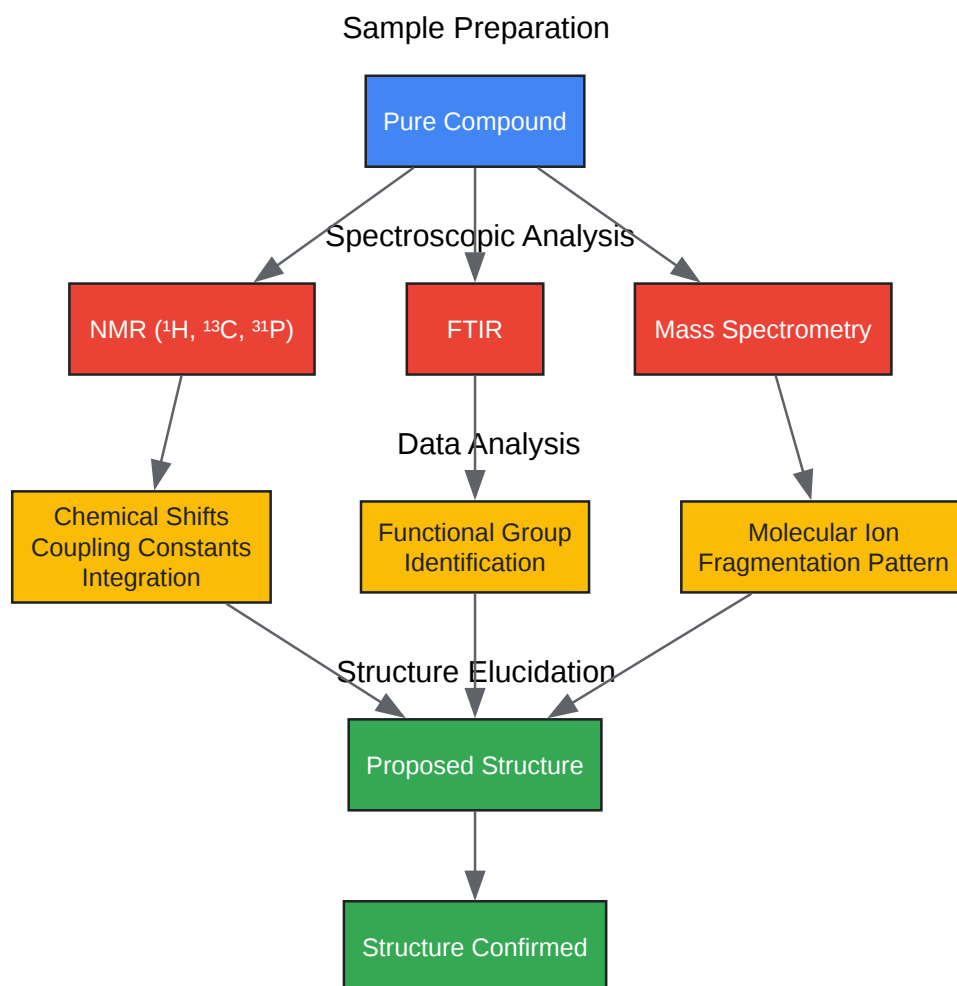 Sample Preparation
Pure Compound
Spectroscopic Analysis
NMR (¹H, ¹³C, ³¹P)
FTIR
Mass Spectrometry
Data Analysis
Chemical Shifts
Coupling Constants
Integration
Functional Group
Identification
Molecular Ion
Fragmentation Pattern
Structure Elucidation
Proposed Structure
Structure Confirmed